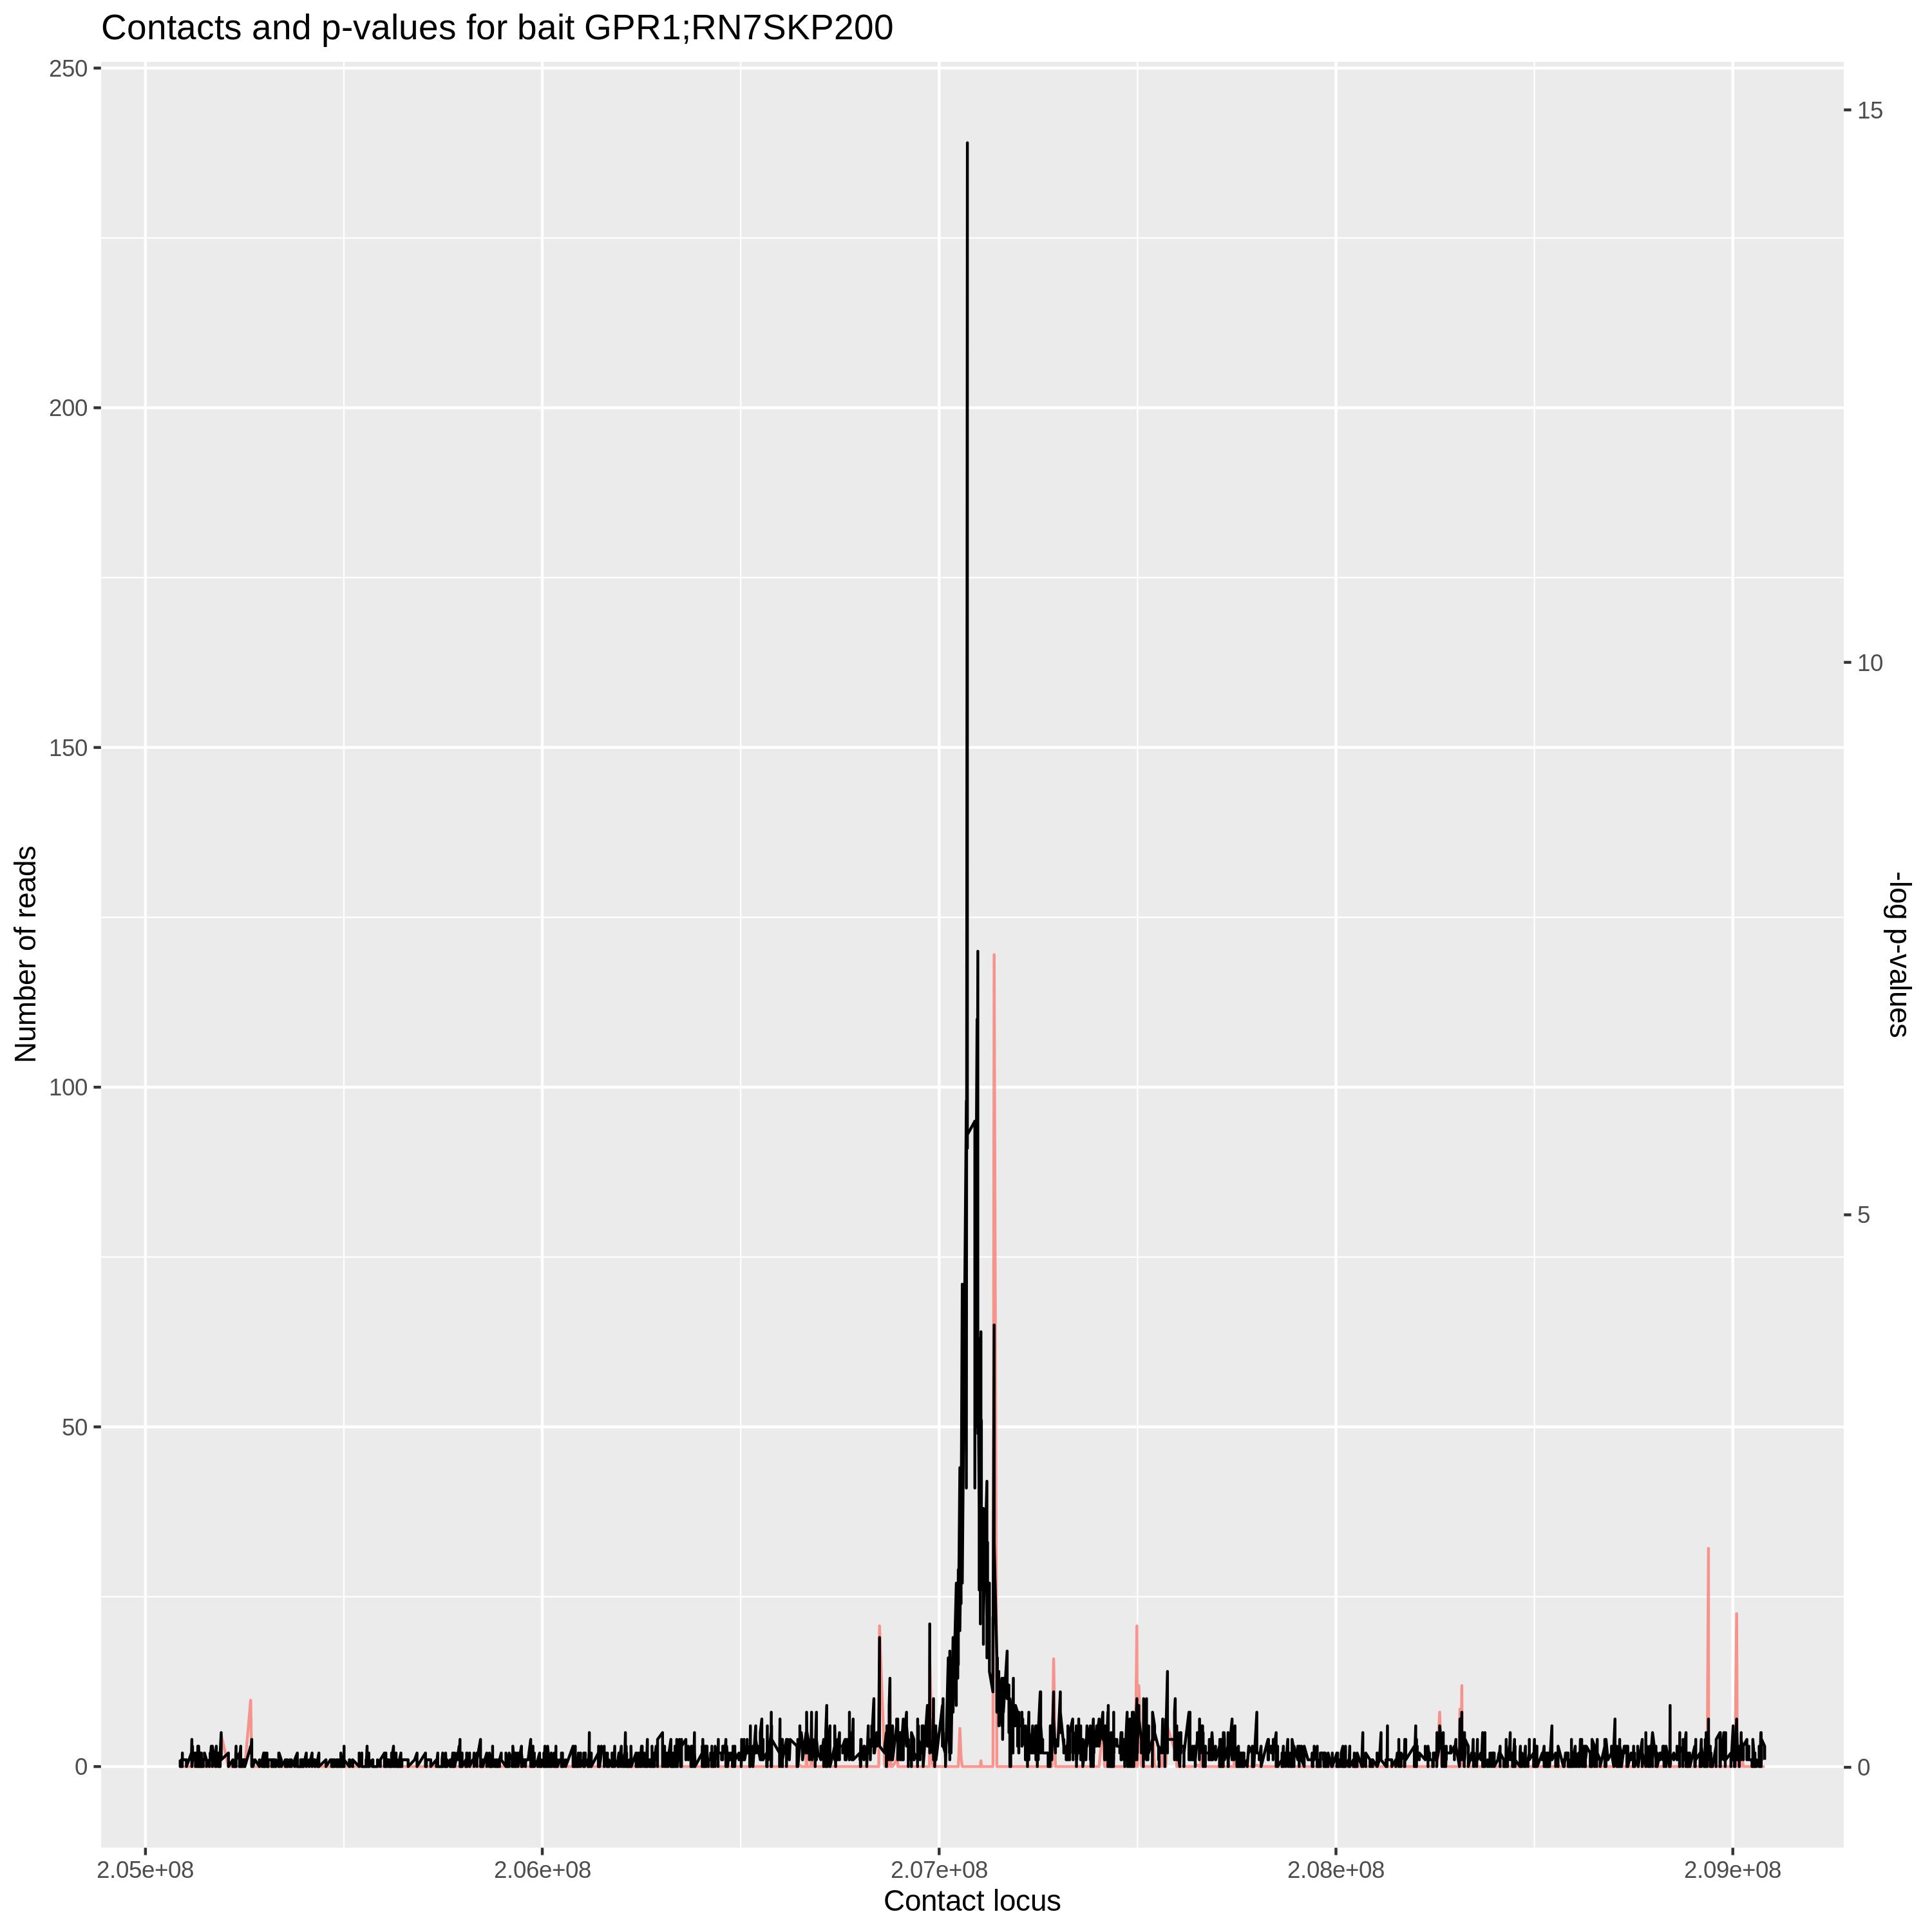 Contacts and p-values for bait GPR1;RN7SKP200
250
200
150
100
50
0
Number of reads
15
10
5
0
-log p-values
2.05e+08
2.06e+08
2.07e+08
2.08e+08
2.09e+08
Contact locus